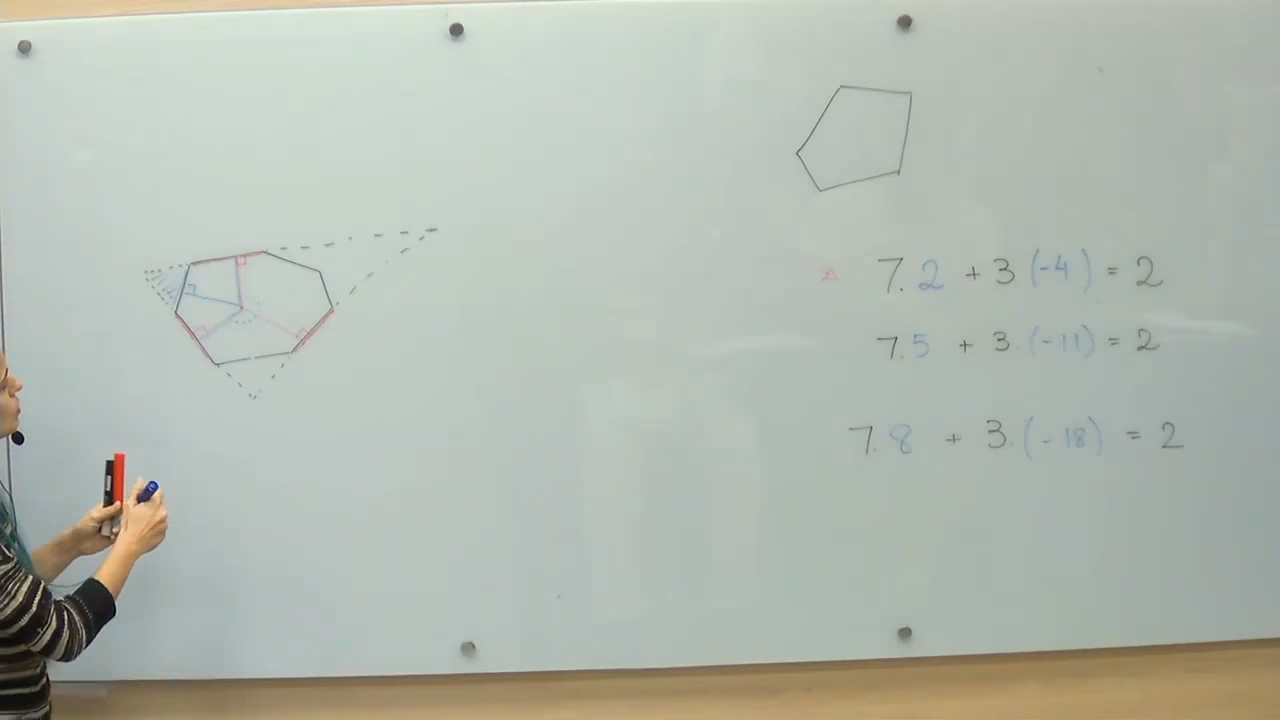 7. 2 + 3 (-4) = 2
7. 5 + 3. (-11) = 2
7. 8 + 3. (-18) = 2